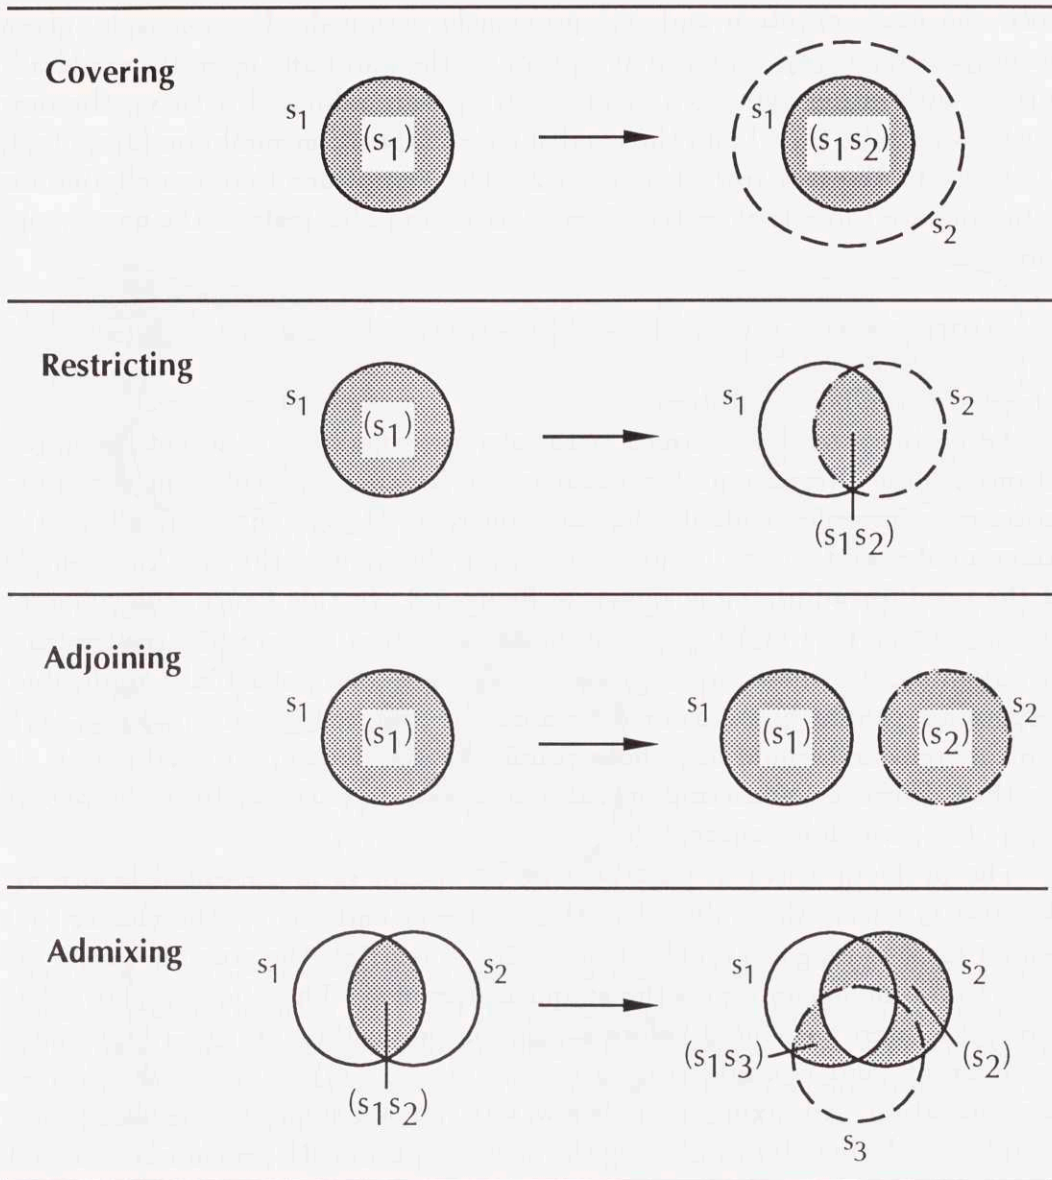 Covering
s1 (s1) s1 (s1s2) s2
Restricting
s1 (s1) s1 s2
(s1s2)
Adjoining
s1 (s1) s1 (s1) (s2) s2
Admixing
s1 s2 s1 s2
(s1s3) (s2)
(s1s2)
s3